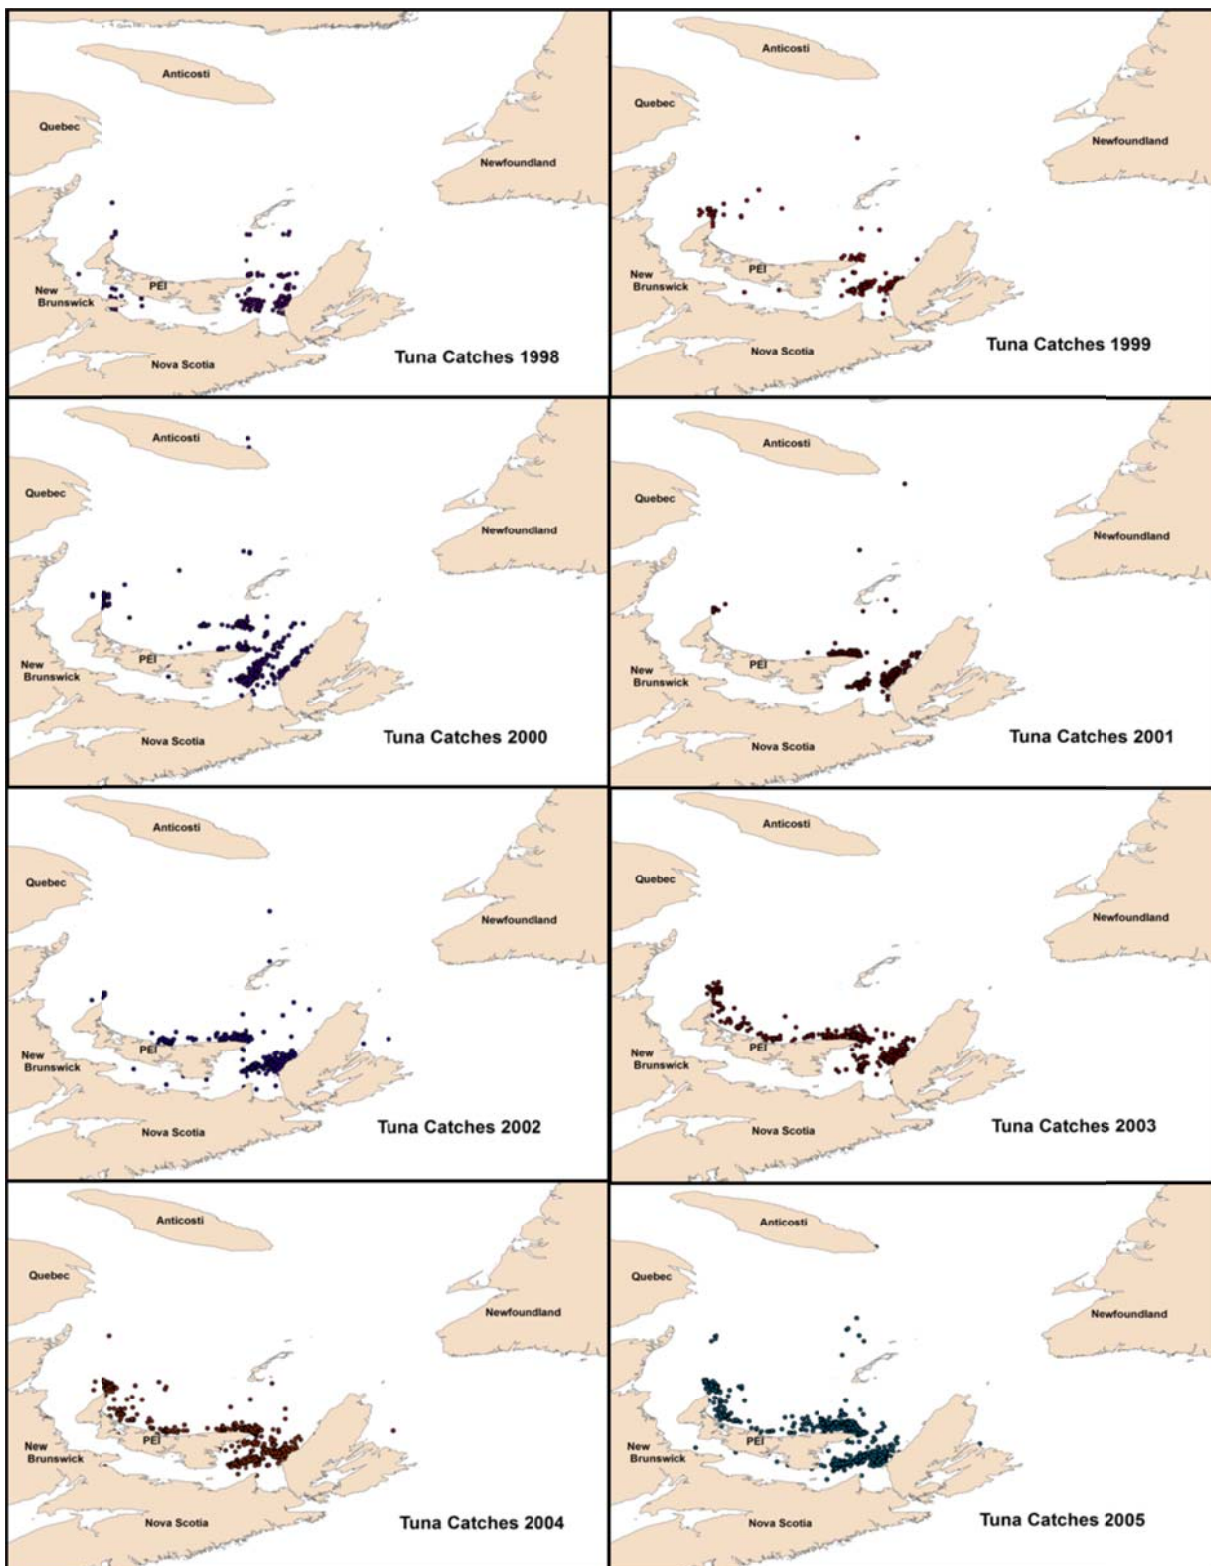 Anticosti
Quebec
Newfoundland
PEI
New
Brunswick
Nova Scotia
Tuna Catches 1998
Anticosti
Quebec
Newfoundland
PEI
New
Brunswick
Nova Scotia
Tuna Catches 1999
Anticosti
Quebec
Newfoundland
PEI
New
Brunswick
Nova Scotia
Tuna Catches 2000
Anticosti
Quebec
Newfoundland
PEI
New
Brunswick
Nova Scotia
Tuna Catches 2001
Anticosti
Quebec
Newfoundland
PEI
New
Brunswick
Nova Scotia
Tuna Catches 2002
Anticosti
Quebec
Newfoundland
PEI
New
Brunswick
Nova Scotia
Tuna Catches 2003
Anticosti
Quebec
Newfoundland
PEI
New
Brunswick
Nova Scotia
Tuna Catches 2004
Anticosti
Quebec
Newfoundland
PEI
New
Brunswick
Nova Scotia
Tuna Catches 2005